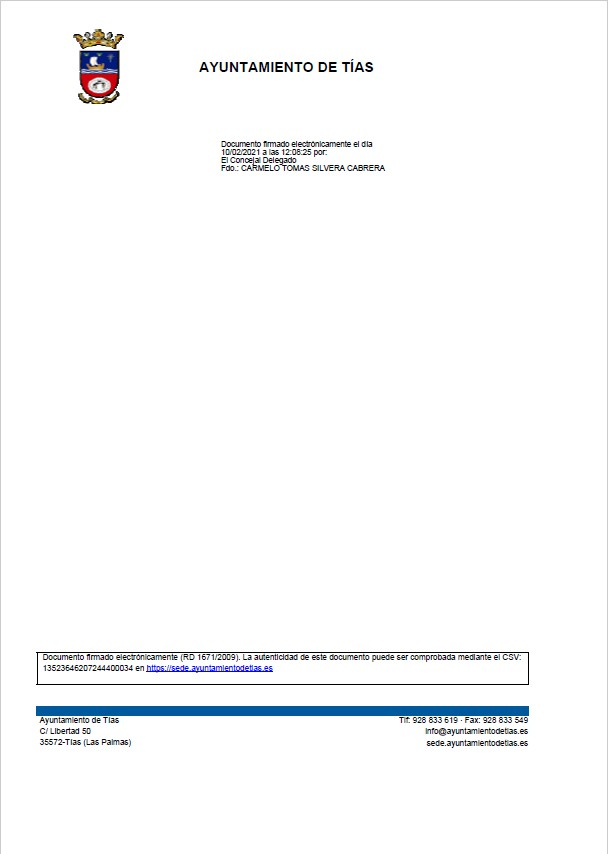 AYUNTAMIENTO DE TÍAS
Documento firmado electrónicamente el día
10/02/2021 a las 12:08:25 por:
El Concejal Delegado
Fdo.: CARMELO TOMAS SILVERA CABRERA
Documento firmado electrónicamente (RD 1671/2009). La autenticidad de este documento puede ser comprobada mediante el CSV:
13523646207244400034 en https://sede.ayuntamientodetias.es
Ayuntamiento de Tías
C/ Libertad 50
35572-Tías (Las Palmas)
Tlf: 928 833 619 · Fax: 928 833 549
info@ayuntamientodetias.es
sede.ayuntamientodetias.es